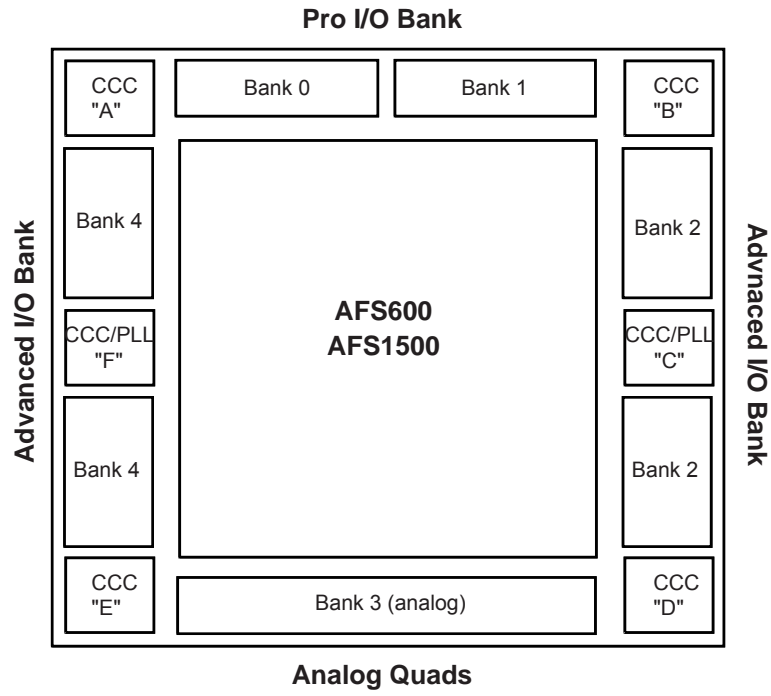 Pro I/O Bank
CCC
"A"
Bank 0
Bank 1
CCC
"B"
Bank 4
Bank 2
Advanced I/O Bank
Advnaced I/O Bank
AFS600
AFS1500
CCC/PLL
"F"
CCC/PLL
"C"
Bank 4
Bank 2
CCC
"E"
Bank 3 (analog)
CCC
"D"
Analog Quads